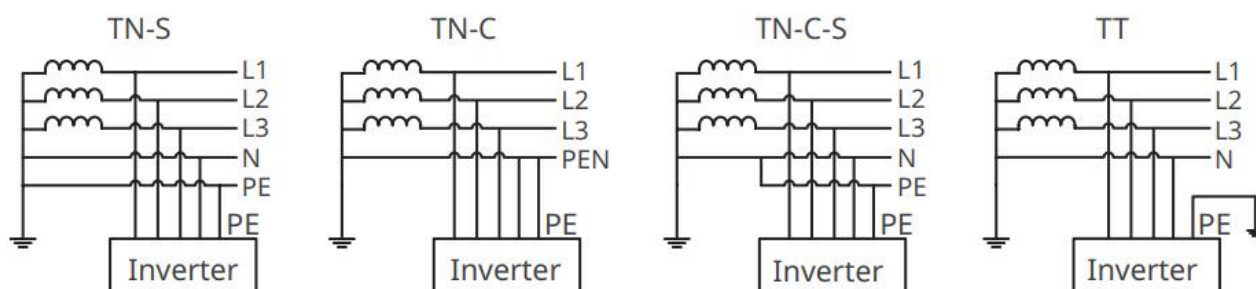 TN-S TN-C TN-C-S TT
L1 L1 L1 L1
L2 L2 L2 L2
L3 L3 L3 L3
N PEN N N
PE PE
PE PE PE PE
Inverter Inverter Inverter Inverter